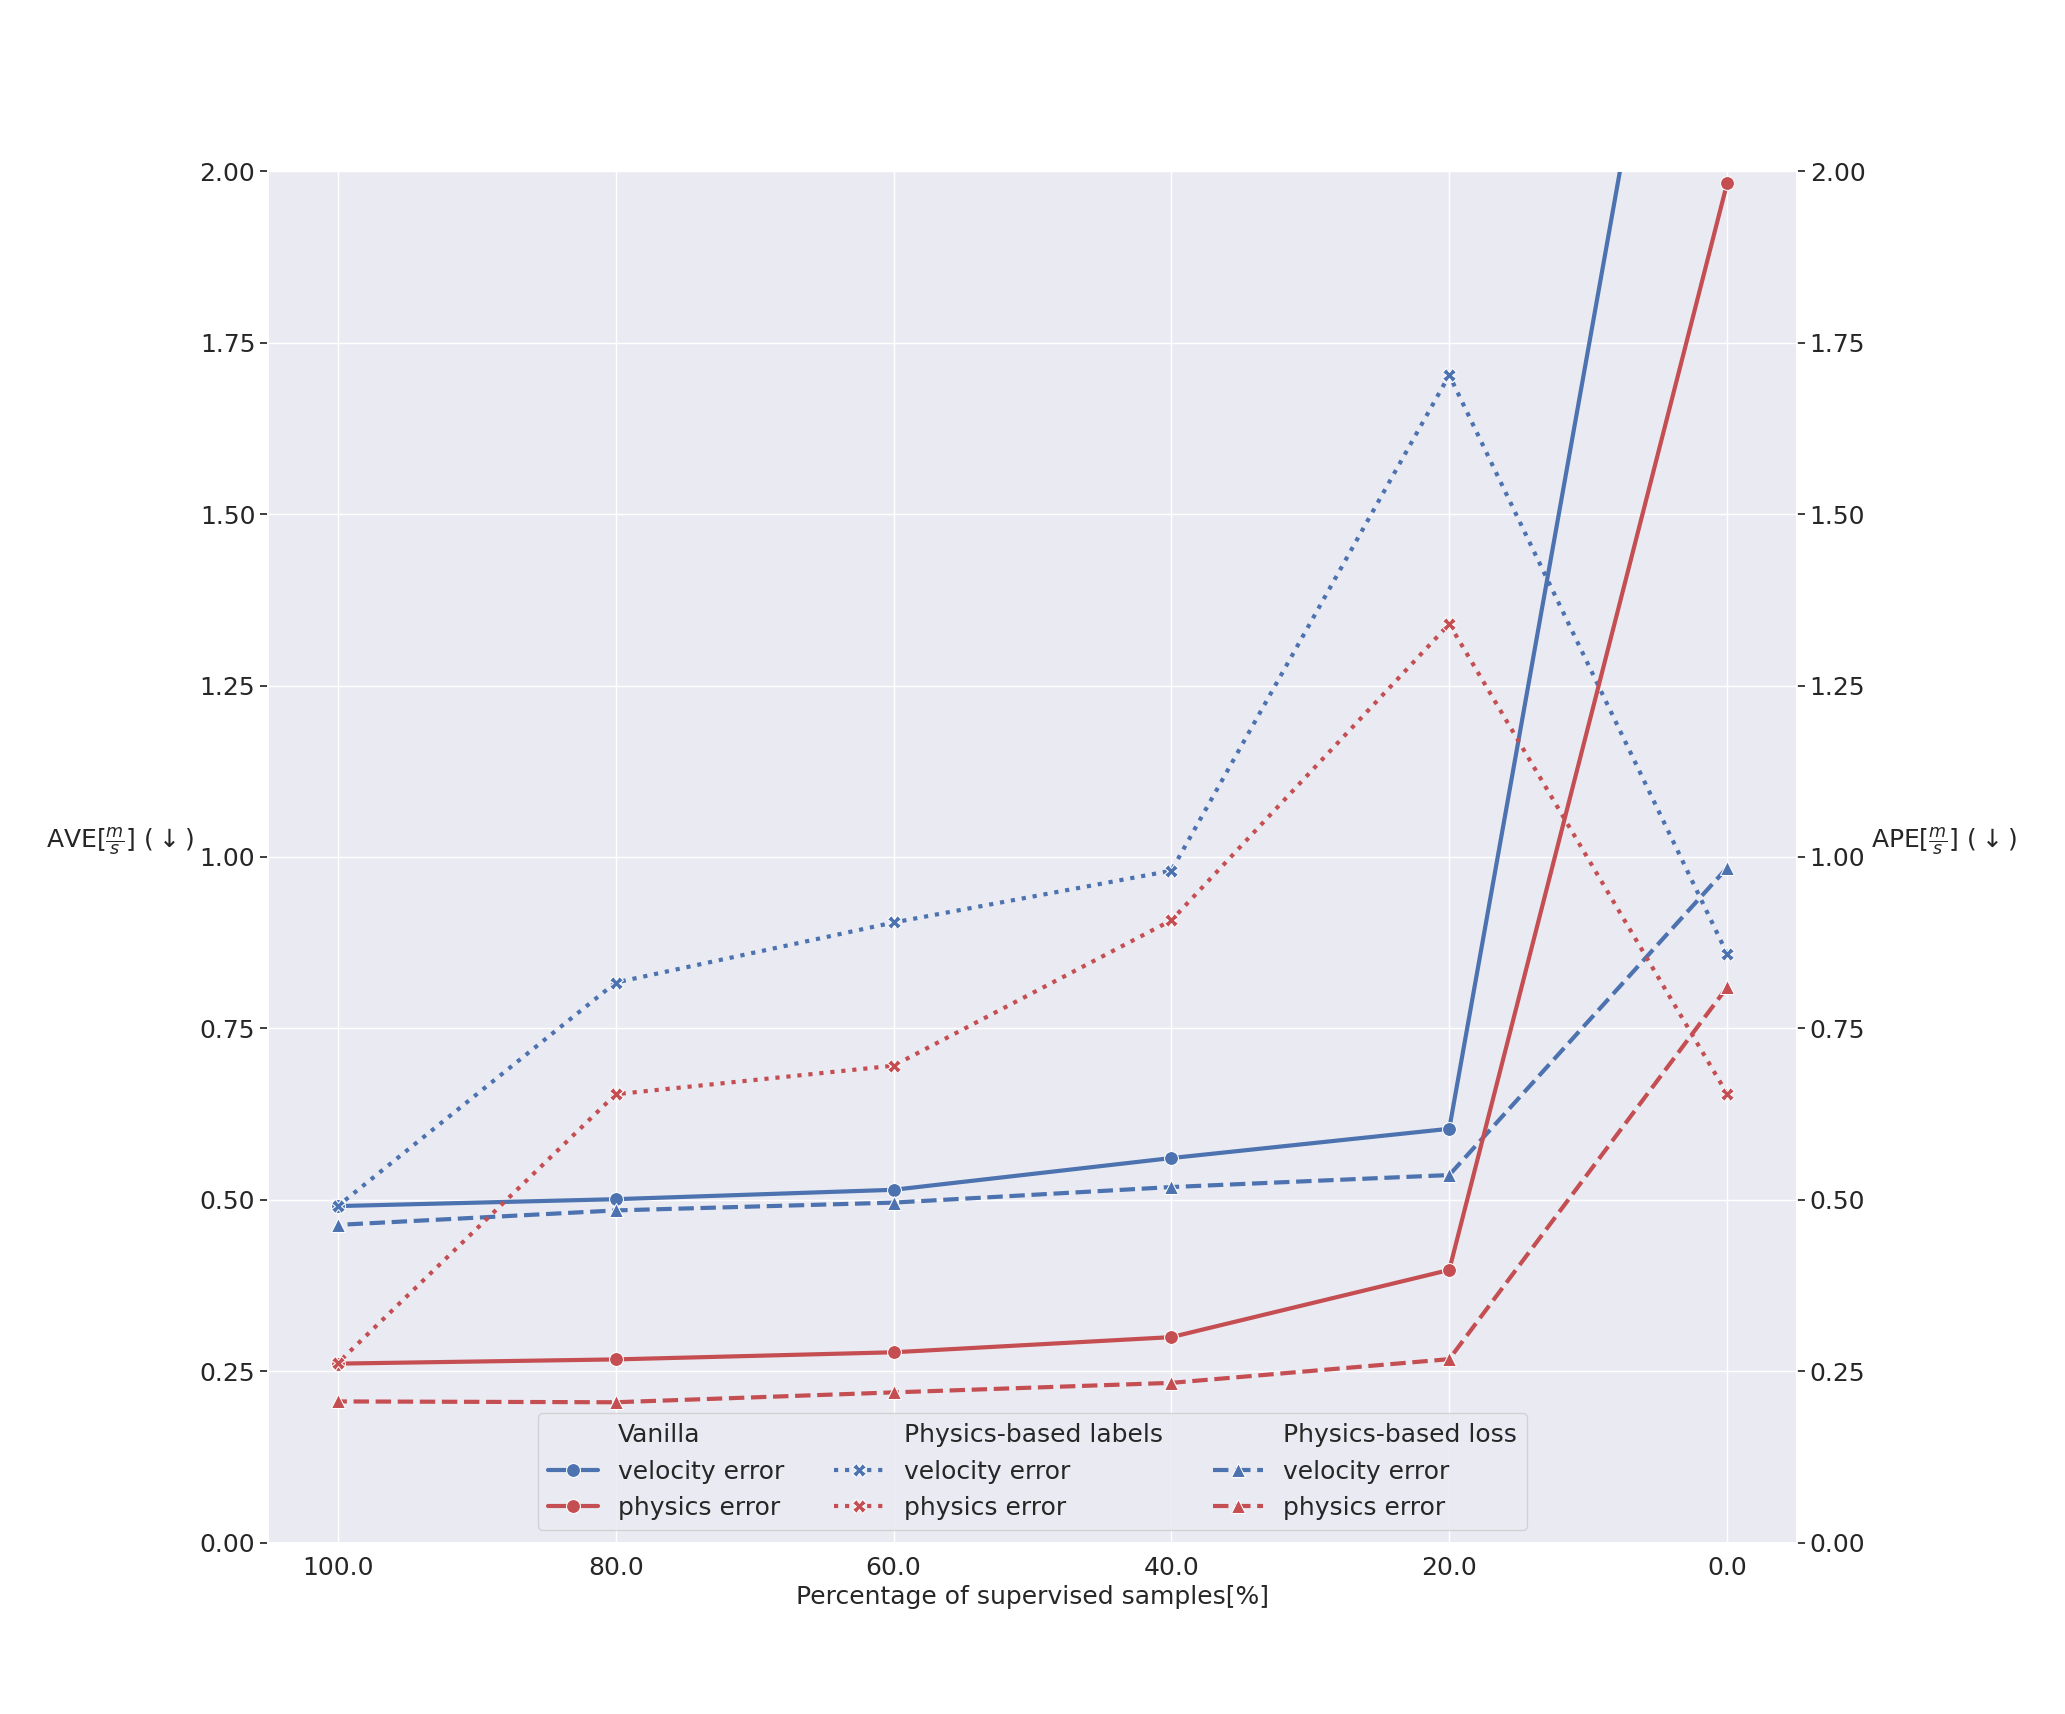 2.00
1.75
1.50
1.25
1.00
0.75
0.50
0.25
0.00
AVE[m/s] (↓)
2.00
1.75
1.50
1.25
1.00
0.75
0.50
0.25
0.00
APE[m/s] (↓)
Vanilla
velocity error
physics error
Physics-based labels
velocity error
physics error
Physics-based loss
velocity error
physics error
100.0 80.0 60.0 40.0 20.0 0.0
Percentage of supervised samples[%]